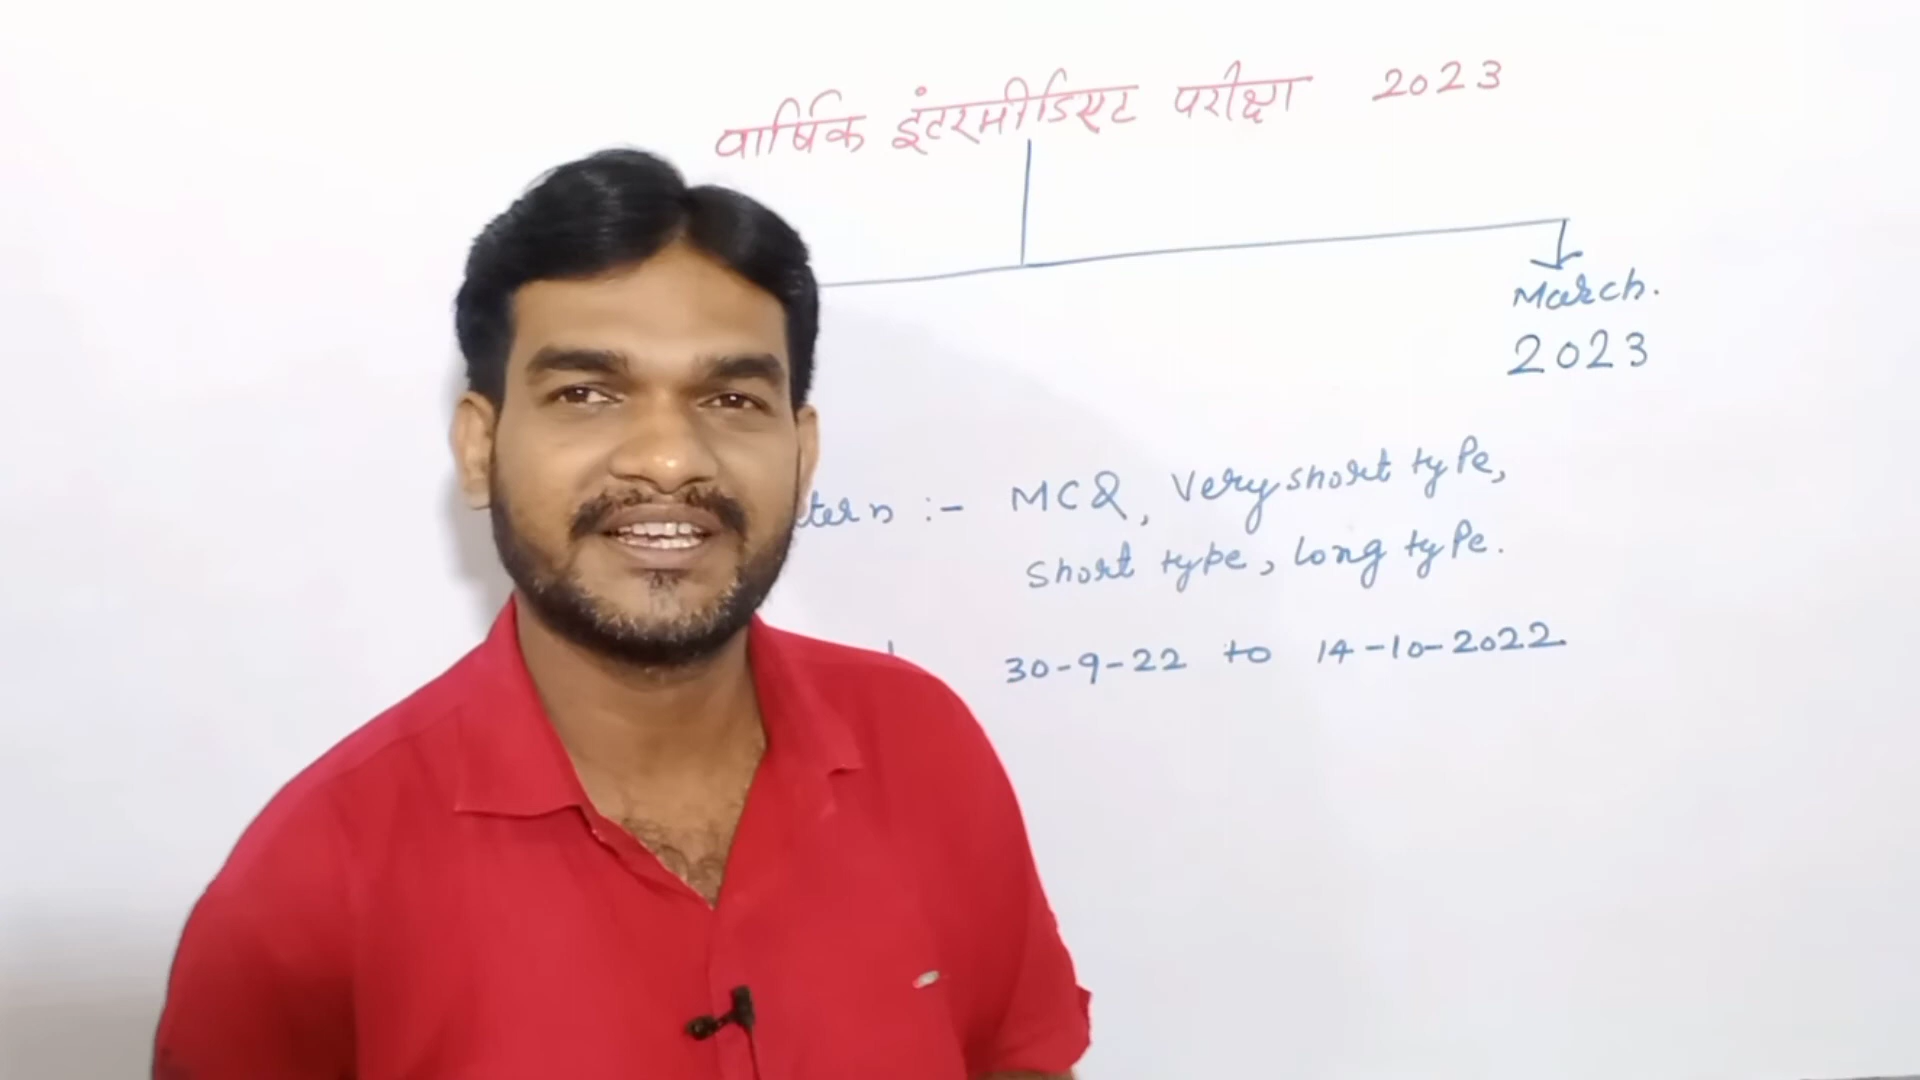 वार्षिक इंटरमीडिएट परीक्षा 2023
March.
2023
:- MCQ, Very short type,
short type, long type.
30-9-22 to 14-10-2022